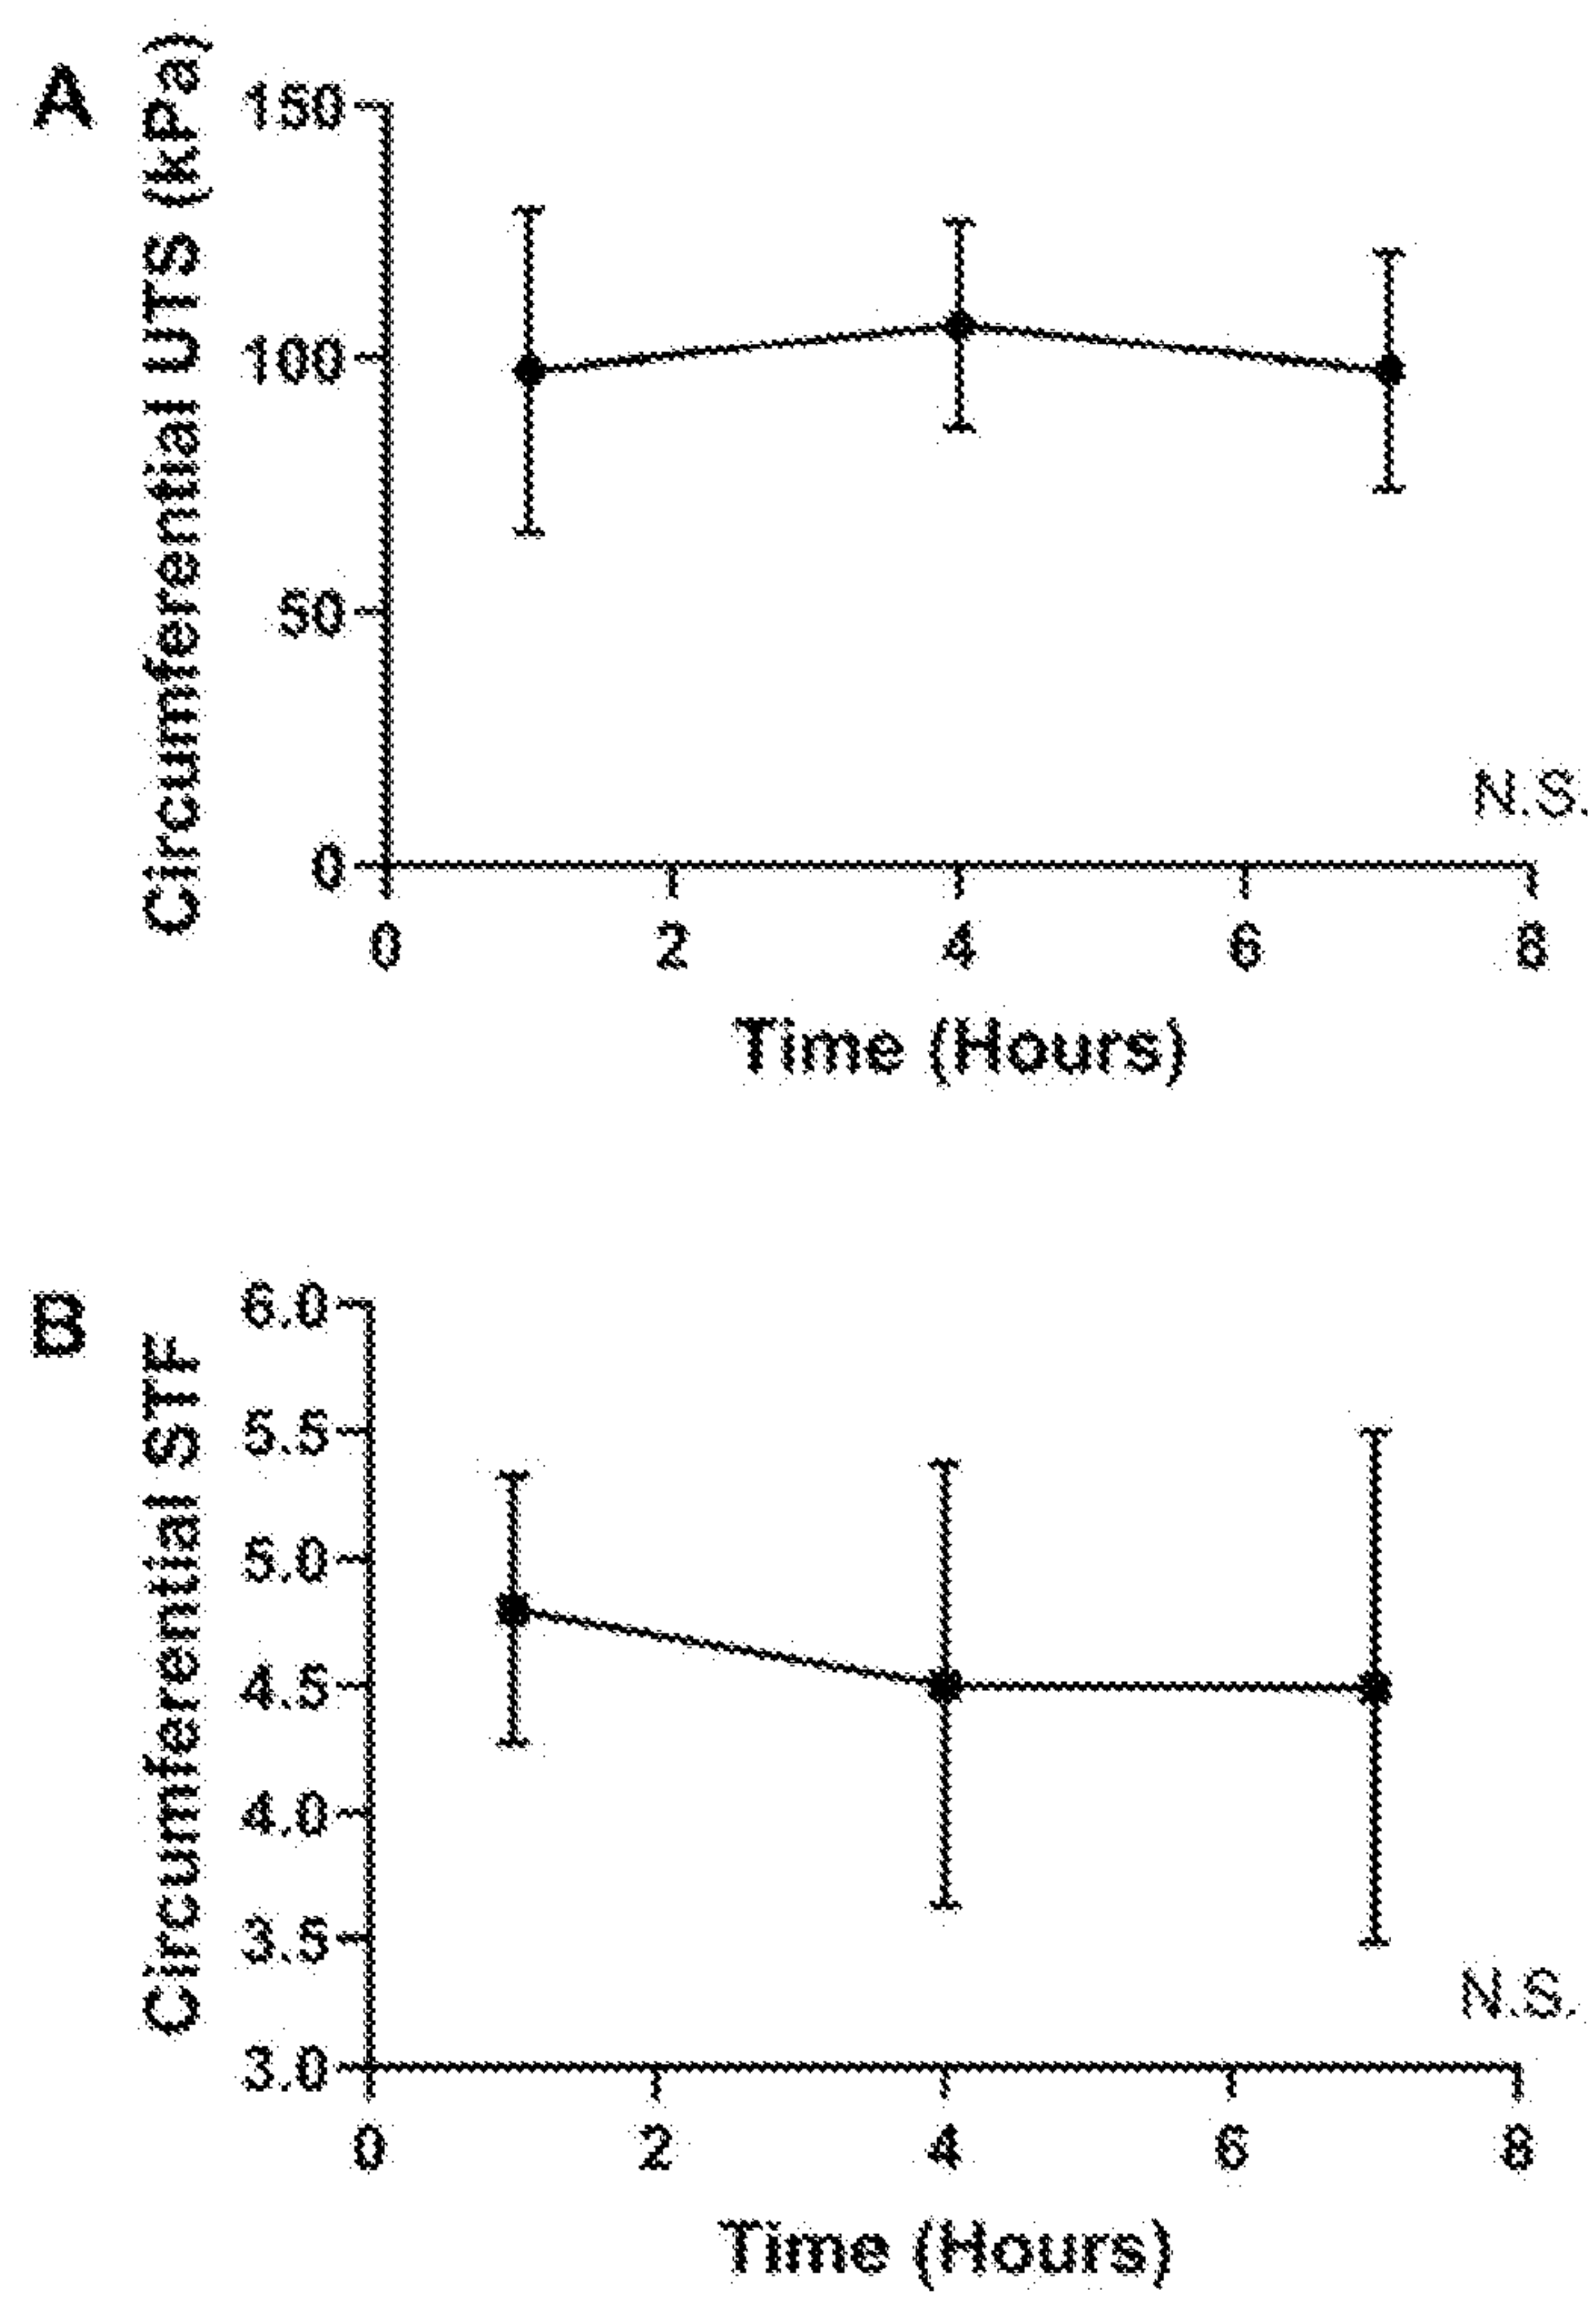 A
Circumferential UTS (kPa)
150
100
50
0
N.S.
0 2 4 6 8
Time (Hours)
B
Circumferential STF
6.0
5.5
5.0
4.5
4.0
3.5
3.0
N.S.
0 2 4 6 8
Time (Hours)